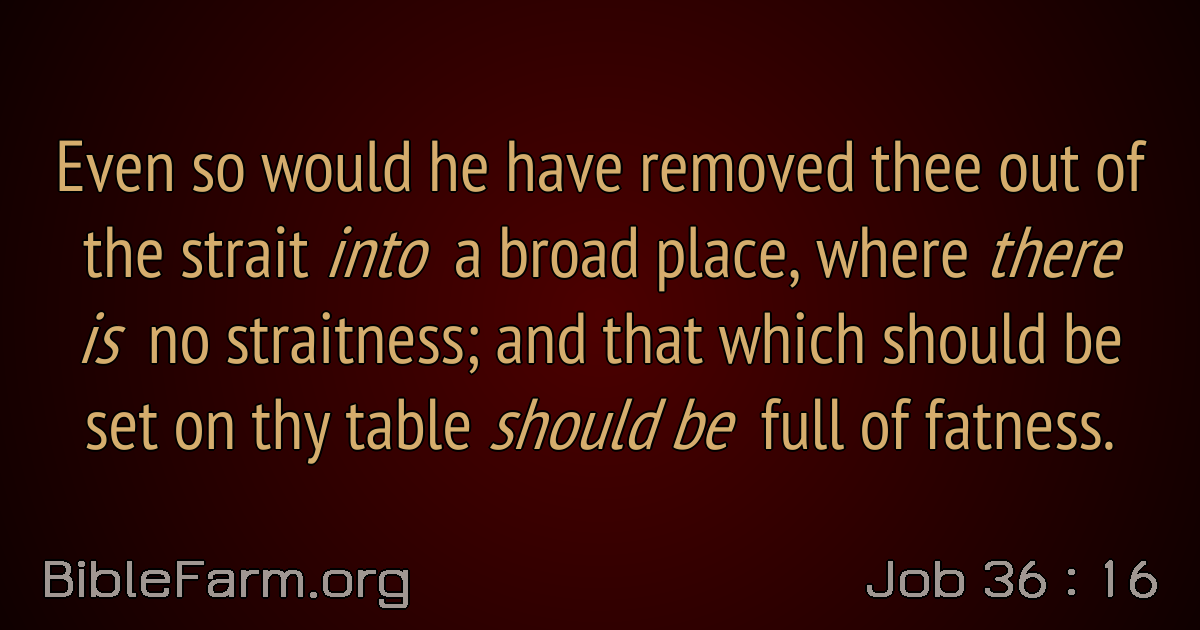 Even so would he have removed thee out of
the strait into a broad place, where there
is no straitness; and that which should be
set on thy table should be full of fatness.
BibleFarm.org
Job 36 : 16